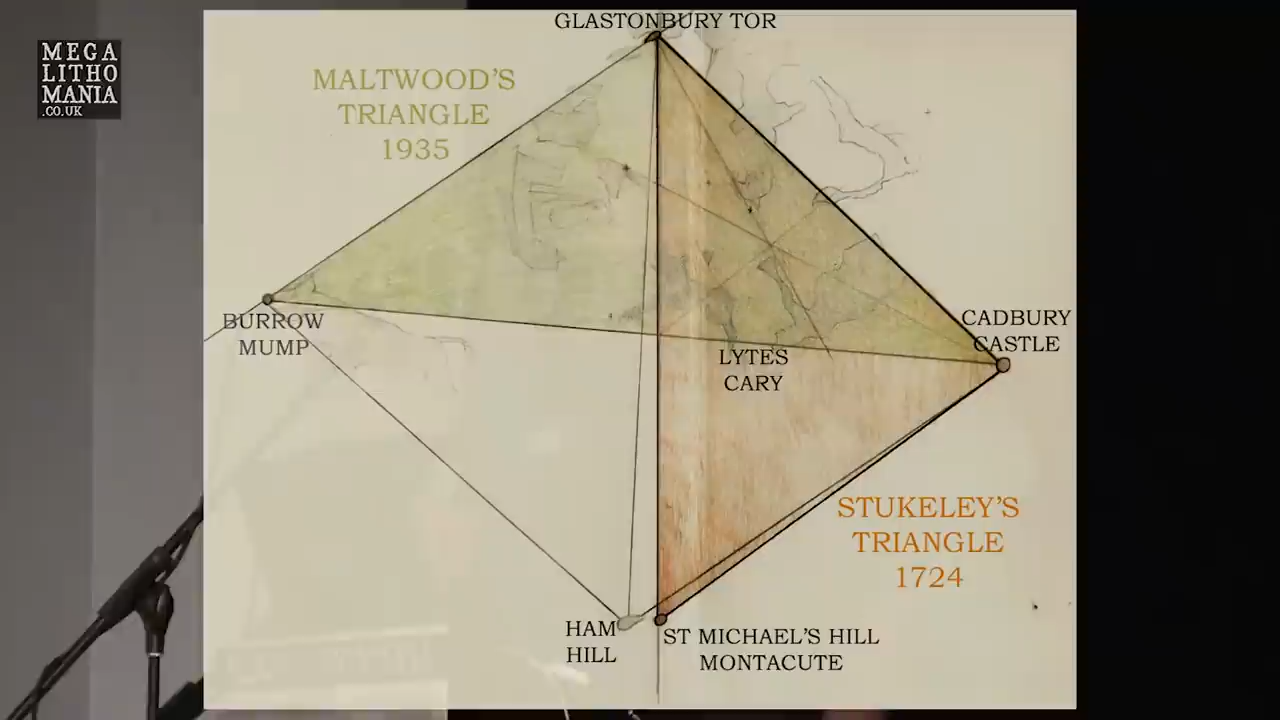 MEGA
LITHO
MANIA
.CO.UK
GLASTONBURY TOR
MALTWOOD'S
TRIANGLE
1935
BURROW
MUMP
CADBURY
CASTLE
LYTES
CARY
STUKELEY'S
TRIANGLE
1724
HAM
HILL
ST MICHAEL'S HILL
MONTACUTE